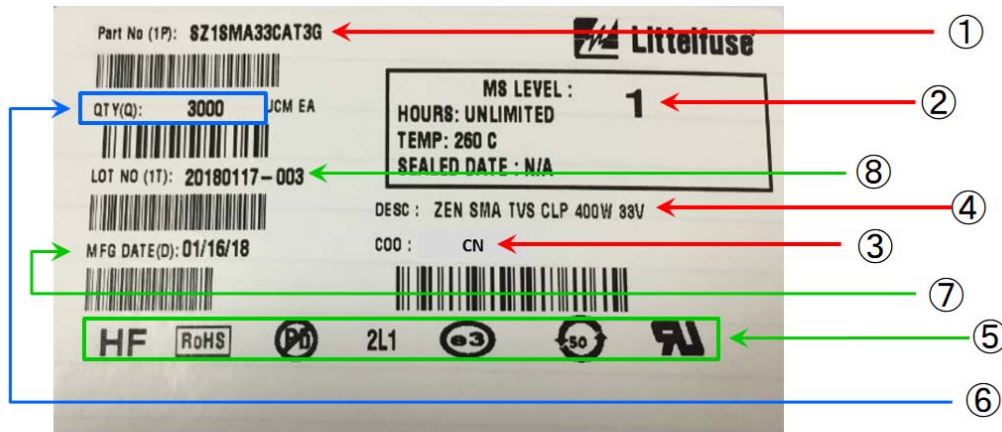 Part No (1P): SZ1SMA33CAT3G
Littelfuse
①
QTY(Q): 3000 UCM EA
MS LEVEL : 1
②
HOURS: UNLIMITED
TEMP: 260 C
SEALED DATE : N/A
LOT NO (1T): 20180117-003
⑧
DESC : ZEN SMA TVS CLP 400W 33V
④
MFG DATE(D): 01/16/18
COO : CN
③
⑦
HF RoHS Pb 2L1 e3 50 RU
⑤
⑥